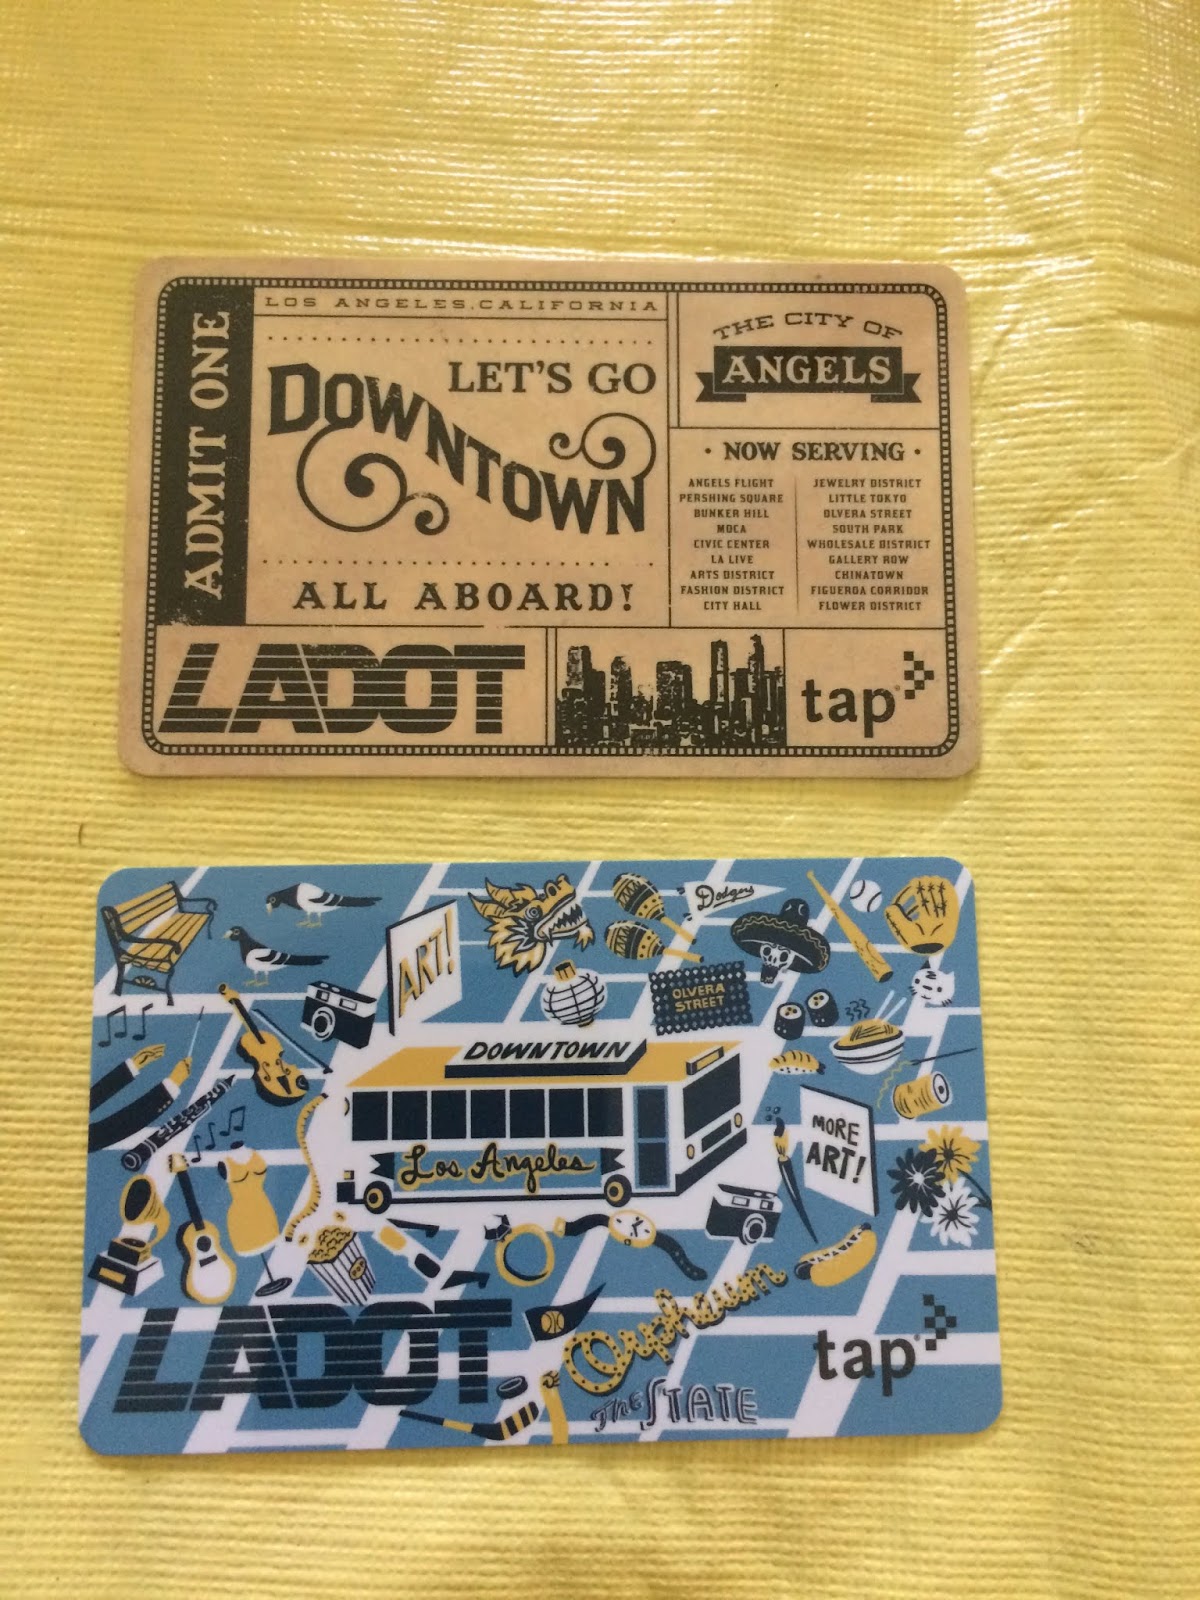 ADMIT ONE
LOS ANGELES, CALIFORNIA
LET'S GO
DOWNTOWN
ALL ABOARD!
THE CITY OF
ANGELS
· NOW SERVING ·
ANGELS FLIGHT
PERSHING SQUARE
BUNKER HILL
MOCA
CIVIC CENTER
LA LIVE
ARTS DISTRICT
FASHION DISTRICT
CITY HALL
JEWELRY DISTRICT
LITTLE TOKYO
OLVERA STREET
SOUTH PARK
WHOLESALE DISTRICT
GALLERY ROW
CHINATOWN
FIGUEROA CORRIDOR
FLOWER DISTRICT
LADOT
tap®
ART!
Dodgers
OLVERA
STREET
DOWNTOWN
Los Angeles
MORE
ART!
LADOT
Orpheum
THE STATE
tap®